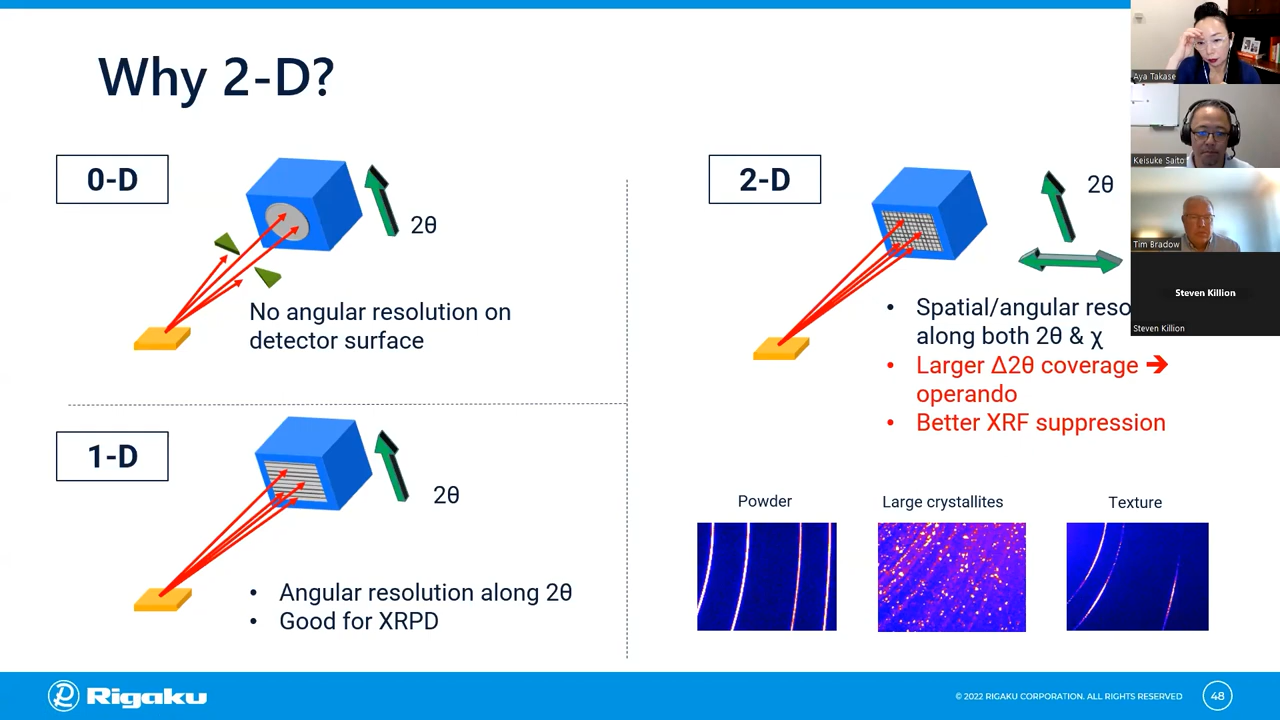 Why 2-D?
0-D
2θ
No angular resolution on
detector surface
1-D
2θ
• Angular resolution along 2θ
• Good for XRPD
2-D
2θ
• Spatial/angular reso
along both 2θ & χ
• Larger Δ2θ coverage ➔
operando
• Better XRF suppression
Powder
Large crystallites
Texture
Aya Takase
Keisuke Saito
Tim Bradow
Steven Killion
Steven Killion
Rigaku
© 2022 RIGAKU CORPORATION. ALL RIGHTS RESERVED
48